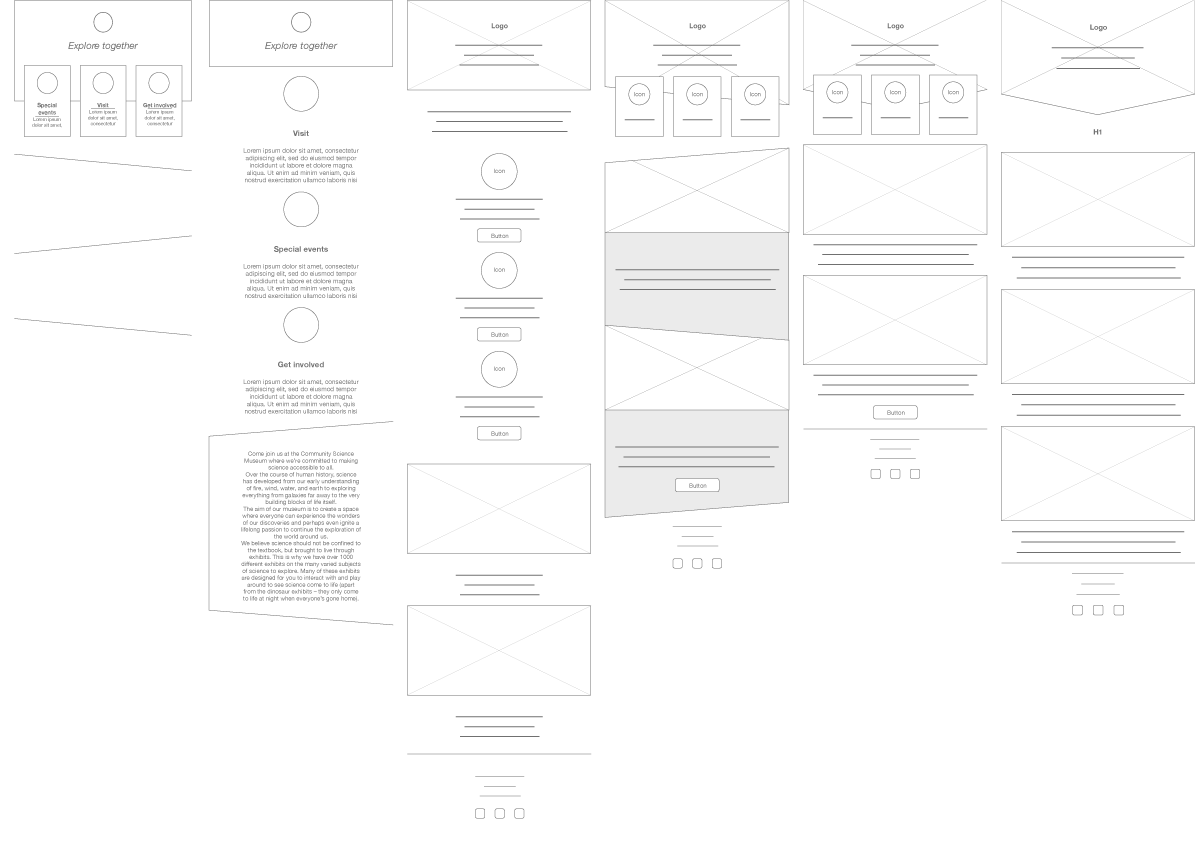 Explore together
Special
events
Lorem ipsum
dolor sit amet,
Visit
Lorem ipsum
dolor sit amet,
consectetur
Get involved
Lorem ipsum
dolor sit amet,
consectetur
Explore together
Visit
Lorem ipsum dolor sit amet, consectetur
adipiscing elit, sed do eiusmod tempor
incididunt ut labore et dolore magna
aliqua. Ut enim ad minim veniam, quis
nostrud exercitation ullamco laboris nisi
Special events
Lorem ipsum dolor sit amet, consectetur
adipiscing elit, sed do eiusmod tempor
incididunt ut labore et dolore magna
aliqua. Ut enim ad minim veniam, quis
nostrud exercitation ullamco laboris nisi
Get involved
Lorem ipsum dolor sit amet, consectetur
adipiscing elit, sed do eiusmod tempor
incididunt ut labore et dolore magna
aliqua. Ut enim ad minim veniam, quis
nostrud exercitation ullamco laboris nisi
Come join us at the Community Science
Museum where we're committed to making
science accessible to all.
Over the course of human history, science
has developed from our early understanding
of fire, wind, water, and earth to exploring
everything from galaxies far away to the very
building blocks of life itself.
The aim of our museum is to create a space
where everyone can experience the wonders
of our discoveries and perhaps even ignite a
lifelong passion to continue the exploration of
the world around us.
We believe science should not be confined to
the textbook, but brought to live through
exhibits. This is why we have over 1000
different exhibits on the many varied subjects
of science to explore. Many of these exhibits
are designed for you to interact with and play
around to see science come to life (apart
from the dinosaur exhibits – they only come
to life at night when everyone's gone home).
Logo
Icon
Button
Icon
Button
Icon
Button
Logo
Icon
Icon
Icon
Button
Logo
Icon
Icon
Icon
Button
Logo
H1